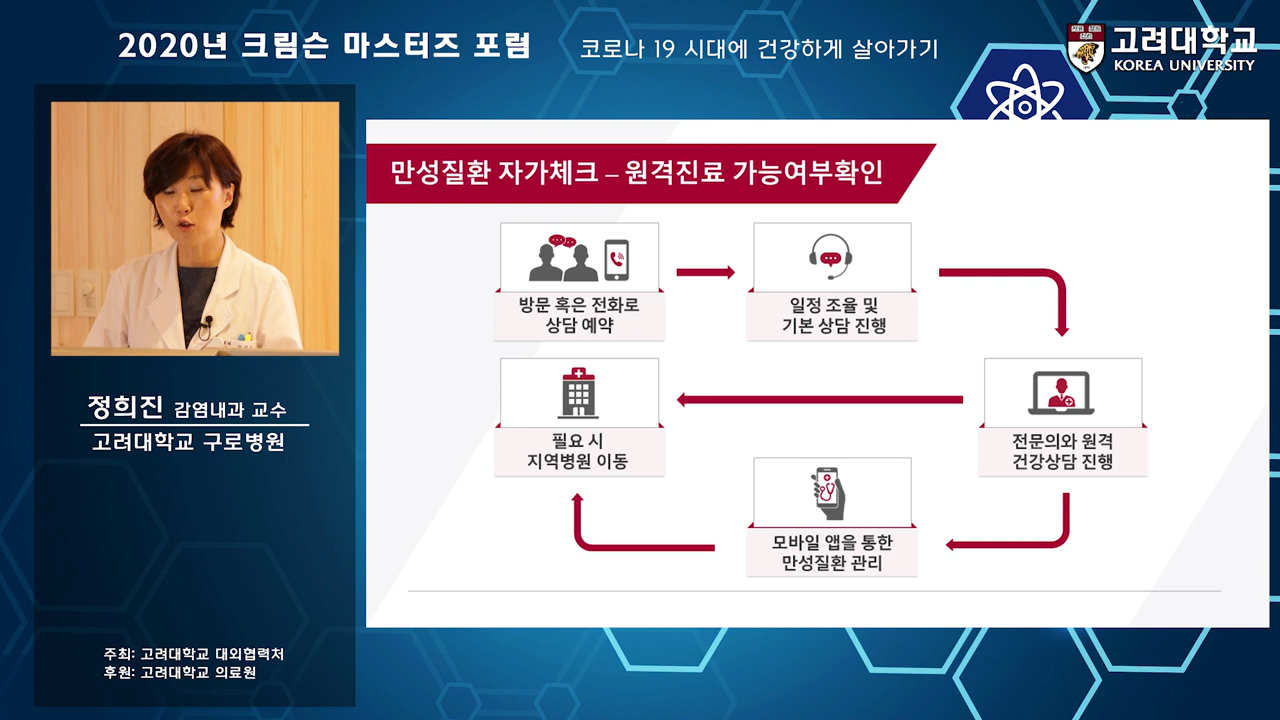 2020년 크림슨 마스터즈 포럼
코로나 19 시대에 건강하게 살아가기
고려대학교
KOREA UNIVERSITY
만성질환 자가체크 – 원격진료 가능여부확인
방문 혹은 전화로
상담 예약
일정 조율 및
기본 상담 진행
필요 시
지역병원 이동
전문의와 원격
건강상담 진행
모바일 앱을 통한
만성질환 관리
정희진 감염내과 교수
고려대학교 구로병원
주최: 고려대학교 대외협력처
후원: 고려대학교 의료원